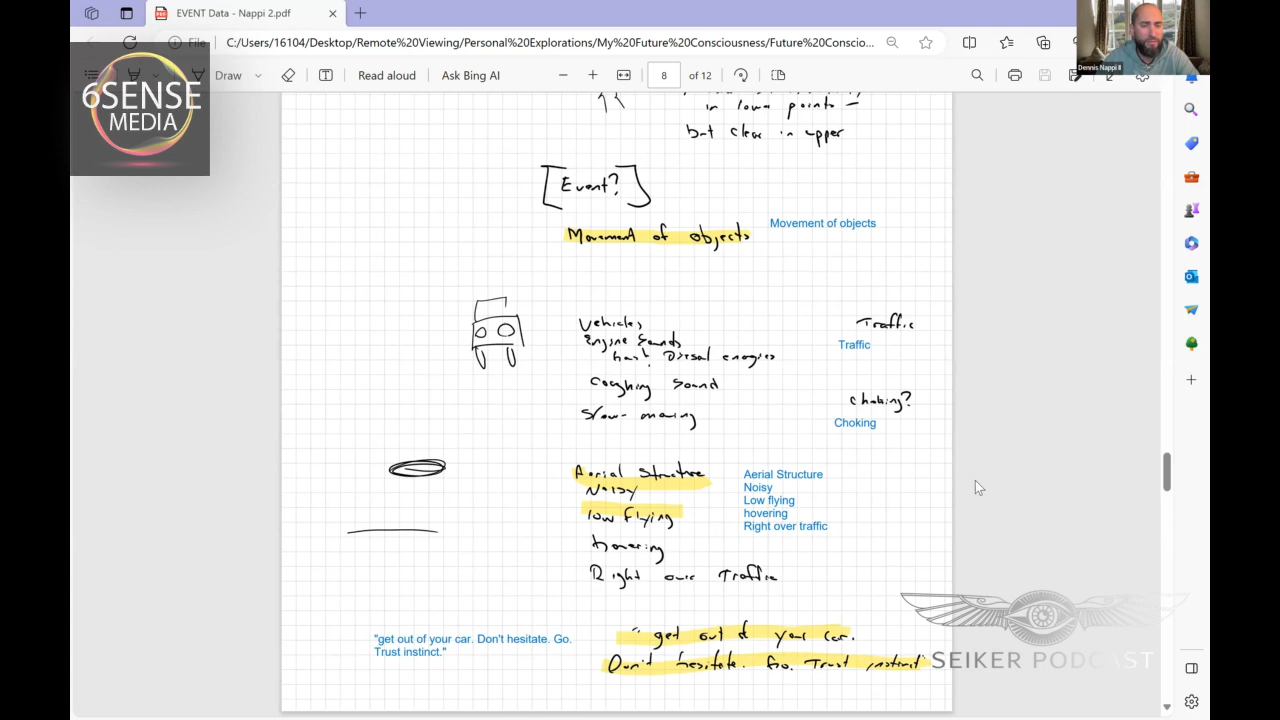 EVENT Data - Nappi 2.pdf
File
C:/Users/16104/Desktop/Remote%20Viewing/Personal%20Explorations/My%20Future%20Consciousness/Future%20Conscio...
Draw
Read aloud
Ask Bing AI
8 of 12
Dennis Nappi II
6SENSE
MEDIA
in lower points -
but clear in upper
[Event?]
Movement of objects
Movement of objects
Vehicles
Engine Sounds
Traffic
Traffic
Coughing Sound
Slow-moving
Choking?
Choking
Aerial Structure
Noisy
low flying
hovering
Right over Traffic
Aerial Structure
Noisy
Low flying
hovering
Right over traffic
"get out of your car.
Don't hesitate. Go. Trust instinct"
"get out of your car. Don't hesitate. Go.
Trust instinct."
SEIKER PODCAST